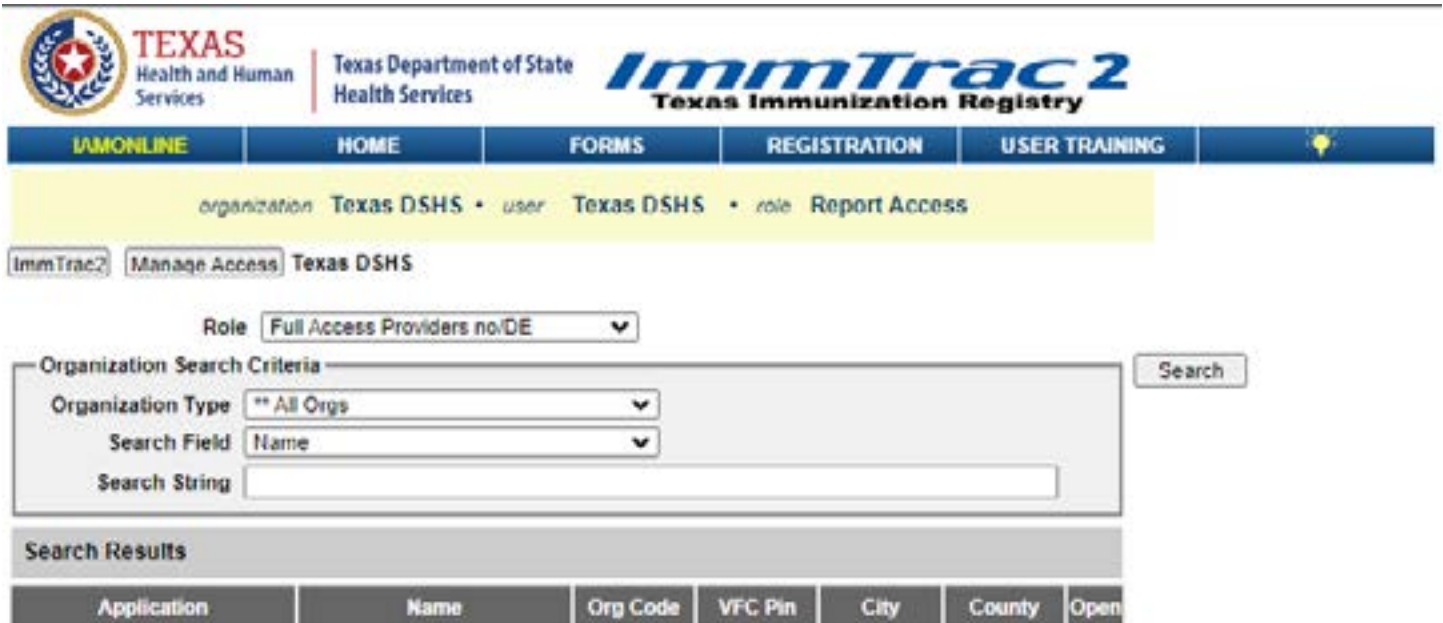 TEXAS
Health and Human
Services
Texas Department of State
Health Services
ImmTrac2
Texas Immunization Registry
IAMONLINE HOME FORMS REGISTRATION USER TRAINING
organization Texas DSHS • user Texas DSHS • role Report Access
ImmTrac2 Manage Access Texas DSHS
Role Full Access Providers no/DE
Organization Search Criteria
Search
Organization Type ** All Orgs
Search Field Name
Search String
Search Results
Application Name Org Code VFC Pin City County Open